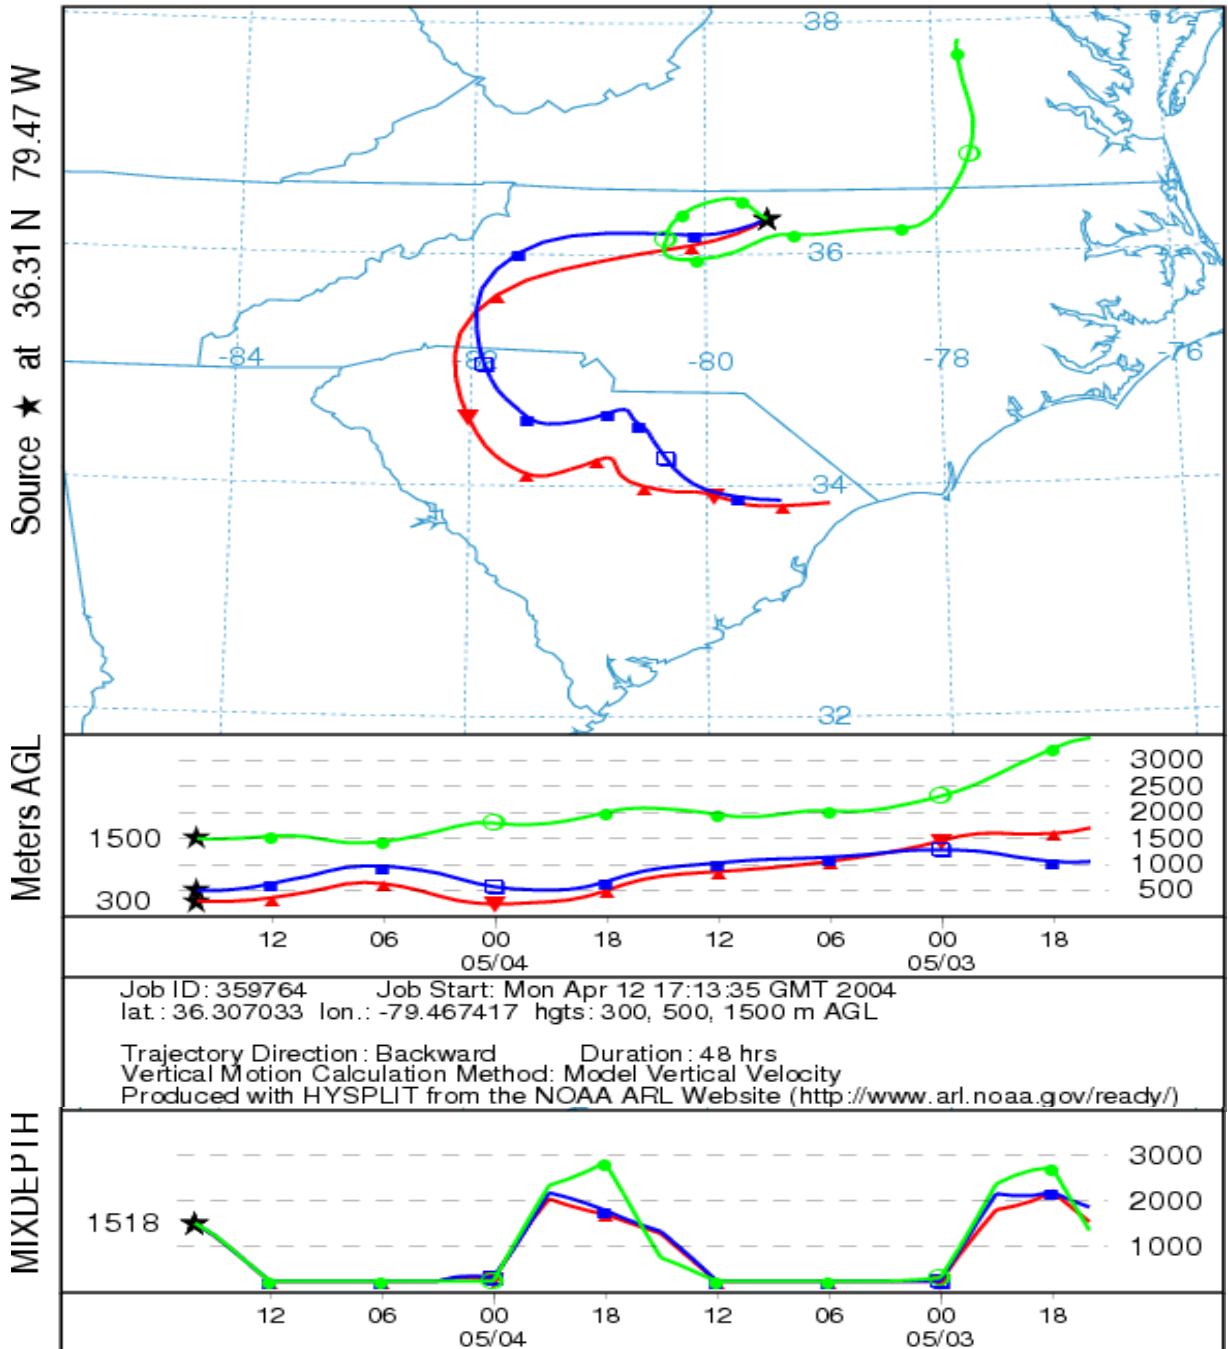 Source ★ at 36.31 N 79.47 W
38
36
-84
-82
-80
-78
-76
34
32
Meters AGL
3000
2500
2000
1500
1500
1000
500
300
12 06 00 18 12 06 00 18
05/04 05/03
Job ID: 359764 Job Start: Mon Apr 12 17:13:35 GMT 2004
lat.: 36.307033 lon.: -79.467417 hgts: 300, 500, 1500 m AGL
Trajectory Direction: Backward Duration: 48 hrs
Vertical Motion Calculation Method: Model Vertical Velocity
Produced with HYSPLIT from the NOAA ARL Website (http://www.arl.noaa.gov/ready/)
MIXDEPTH
3000
2000
1518
1000
12 06 00 18 12 06 00 18
05/04 05/03